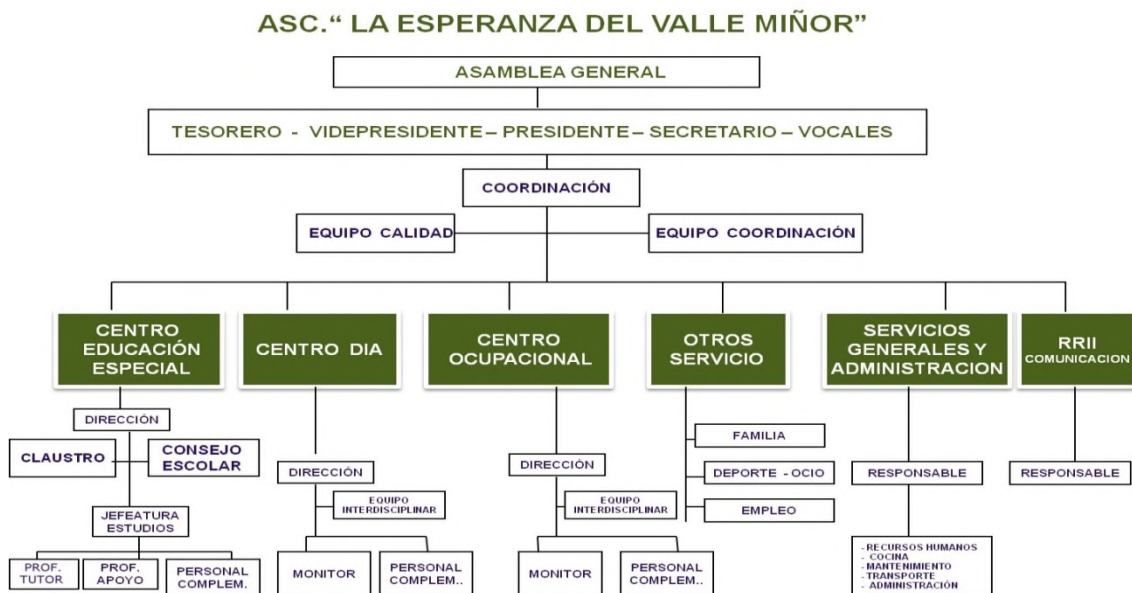 ASC.“ LA ESPERANZA DEL VALLE MIÑOR”
ASAMBLEA GENERAL
TESORERO - VIDEPRESIDENTE – PRESIDENTE – SECRETARIO – VOCALES
COORDINACIÓN
EQUIPO CALIDAD
EQUIPO COORDINACIÓN
CENTRO
EDUCACIÓN
ESPECIAL
CENTRO DIA
CENTRO
OCUPACIONAL
OTROS
SERVICIO
SERVICIOS
GENERALES Y
ADMINISTRACION
RRII
COMUNICACION
DIRECCIÓN
CLAUSTRO
CONSEJO
ESCOLAR
JEFEATURA
ESTUDIOS
PROF.
TUTOR
PROF.
APOYO
PERSONAL
COMPLEM.
DIRECCIÓN
EQUIPO
INTERDISCIPLINAR
MONITOR
PERSONAL
COMPLEM..
DIRECCIÓN
EQUIPO
INTERDISCIPLINAR
MONITOR
PERSONAL
COMPLEM..
FAMILIA
DEPORTE - OCIO
EMPLEO
RESPONSABLE
- RECURSOS HUMANOS
- COCINA
- MANTENIMIENTO
- TRANSPORTE
- ADMINISTRACIÓN
RESPONSABLE